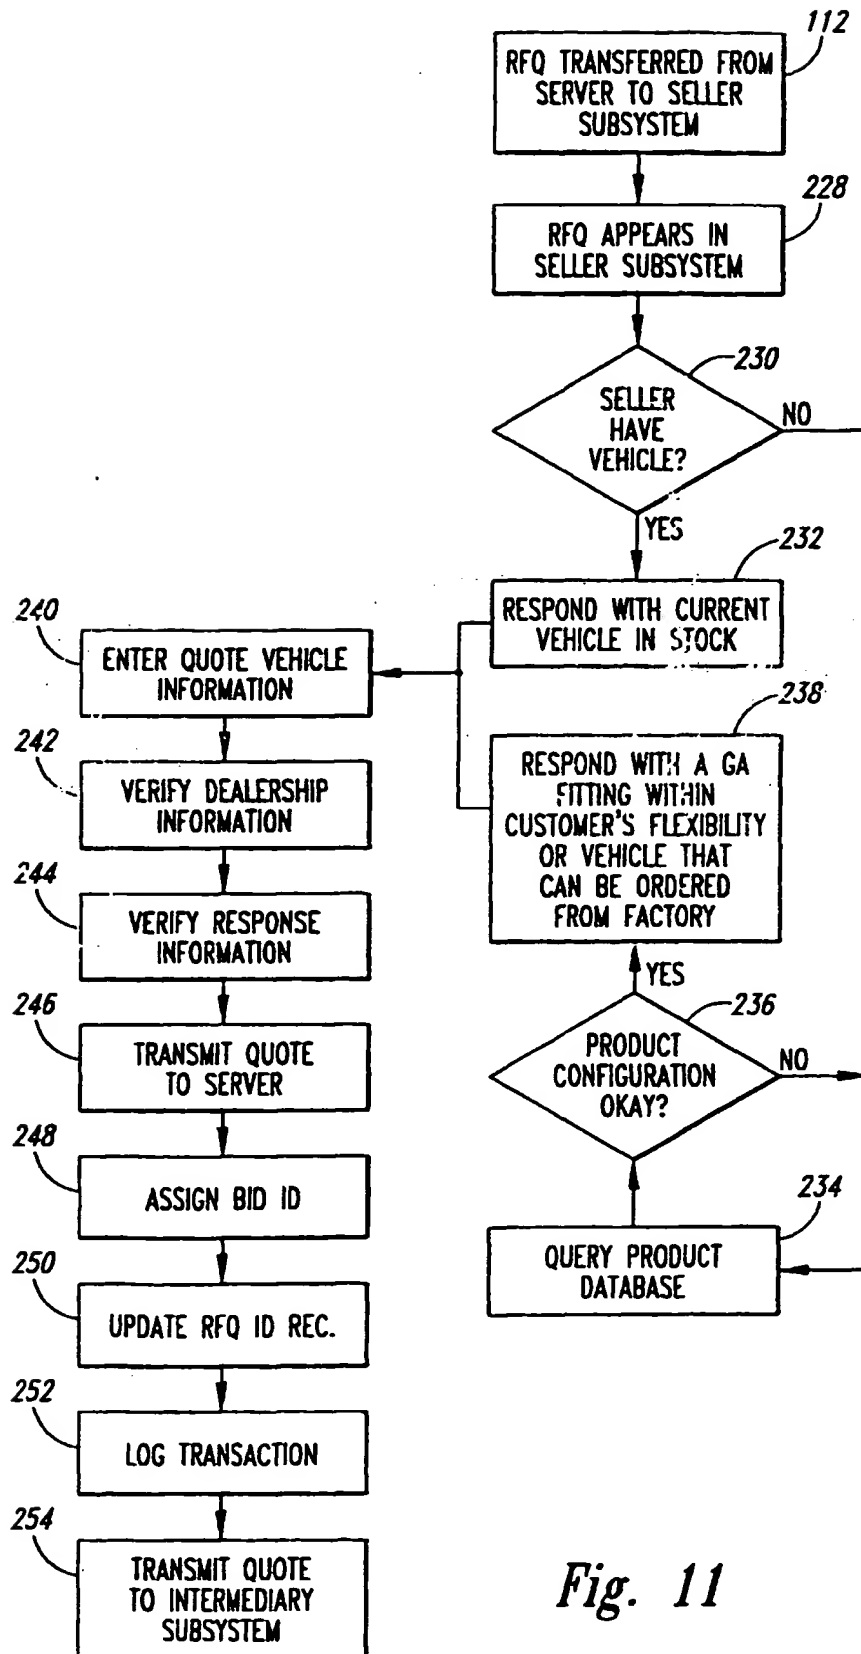 112
RFQ TRANSFERRED FROM
SERVER TO SELLER
SUBSYSTEM
228
RFQ APPEARS IN
SELLER SUBSYSTEM
230
SELLER
HAVE
VEHICLE?
NO
YES
232
RESPOND WITH CURRENT
VEHICLE IN STOCK
238
RESPOND WITH A GA
FITTING WITHIN
CUSTOMER'S FLEXIBILITY
OR VEHICLE THAT
CAN BE ORDERED
FROM FACTORY
YES
236
PRODUCT
CONFIGURATION
OKAY?
NO
234
QUERY PRODUCT
DATABASE
240
ENTER QUOTE VEHICLE
INFORMATION
242
VERIFY DEALERSHIP
INFORMATION
244
VERIFY RESPONSE
INFORMATION
246
TRANSMIT QUOTE
TO SERVER
248
ASSIGN BID ID
250
UPDATE RFQ ID REC.
252
LOG TRANSACTION
254
TRANSMIT QUOTE
TO INTERMEDIARY
SUBSYSTEM
Fig. 11